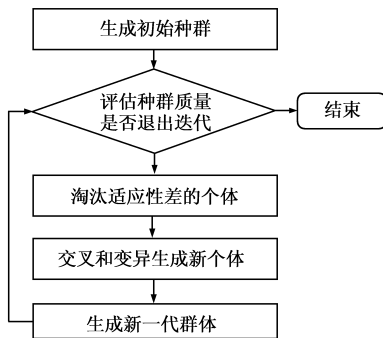 生成初始种群
评估种群质量
是否退出迭代
结束
淘汰适应性差的个体
交叉和变异生成新个体
生成新一代群体